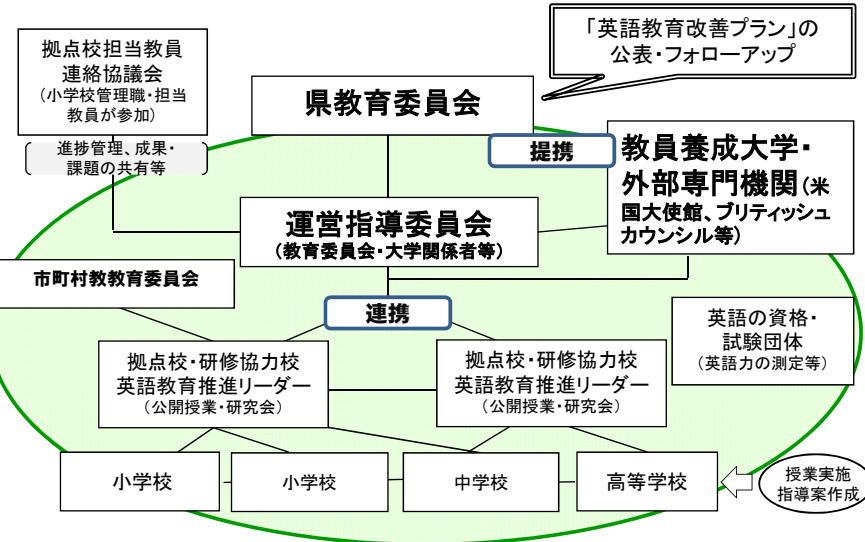 「英語教育改善プラン」の
公表・フォローアップ
拠点校担当教員
連絡協議会
(小学校管理職・担当
教員が参加)
進捗管理、成果・
課題の共有等
県教育委員会
提携
教員養成大学・
外部専門機関(米
国大使館、ブリティッシュ
カウンシル等)
運営指導委員会
(教育委員会・大学関係者等)
市町村教教育委員会
連携
英語の資格・
試験団体
(英語力の測定等)
拠点校・研修協力校
英語教育推進リーダー
(公開授業・研究会)
拠点校・研修協力校
英語教育推進リーダー
(公開授業・研究会)
小学校
小学校
中学校
高等学校
授業実施
指導案作成